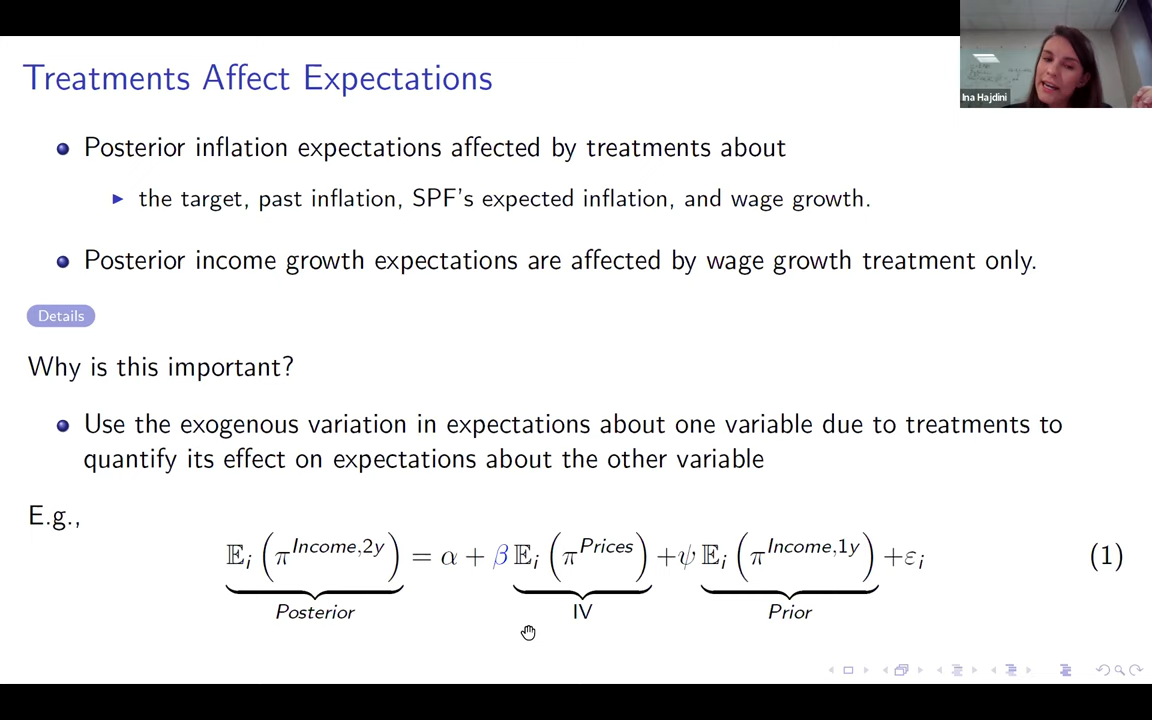 Treatments Affect Expectations
Ina Hajdini
Posterior inflation expectations affected by treatments about
the target, past inflation, SPF's expected inflation, and wage growth.
Posterior income growth expectations are affected by wage growth treatment only.
Details
Why is this important?
Use the exogenous variation in expectations about one variable due to treatments to
quantify its effect on expectations about the other variable
E.g.,
𝔼ᵢ (π^{Income,2y}) = α + β 𝔼ᵢ (π^{Prices}) + ψ 𝔼ᵢ (π^{Income,1y}) + εᵢ (1)
Posterior IV Prior